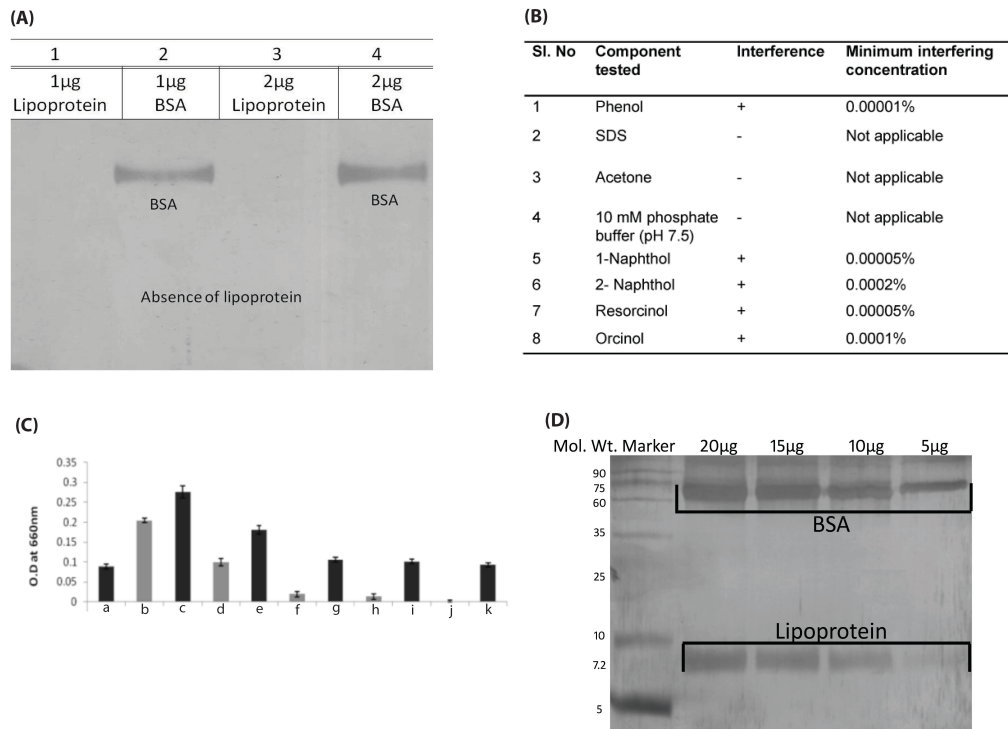 (A)
1 2 3 4
1μg 1μg 2μg 2μg
Lipoprotein BSA Lipoprotein BSA
BSA BSA
Absence of lipoprotein
(B)
Sl. No Component tested Interference Minimum interfering concentration
1 Phenol + 0.00001%
2 SDS - Not applicable
3 Acetone - Not applicable
4 10 mM phosphate buffer (pH 7.5) - Not applicable
5 1-Naphthol + 0.00005%
6 2- Naphthol + 0.0002%
7 Resorcinol + 0.00005%
8 Orcinol + 0.0001%
(C)
O.D at 660nm
0.35
0.3
0.25
0.2
0.15
0.1
0.05
0
a b c d e f g h i j k
(D)
Mol. Wt. Marker 20μg 15μg 10μg 5μg
90
75
60
BSA
35
25
10
Lipoprotein
7.2
5